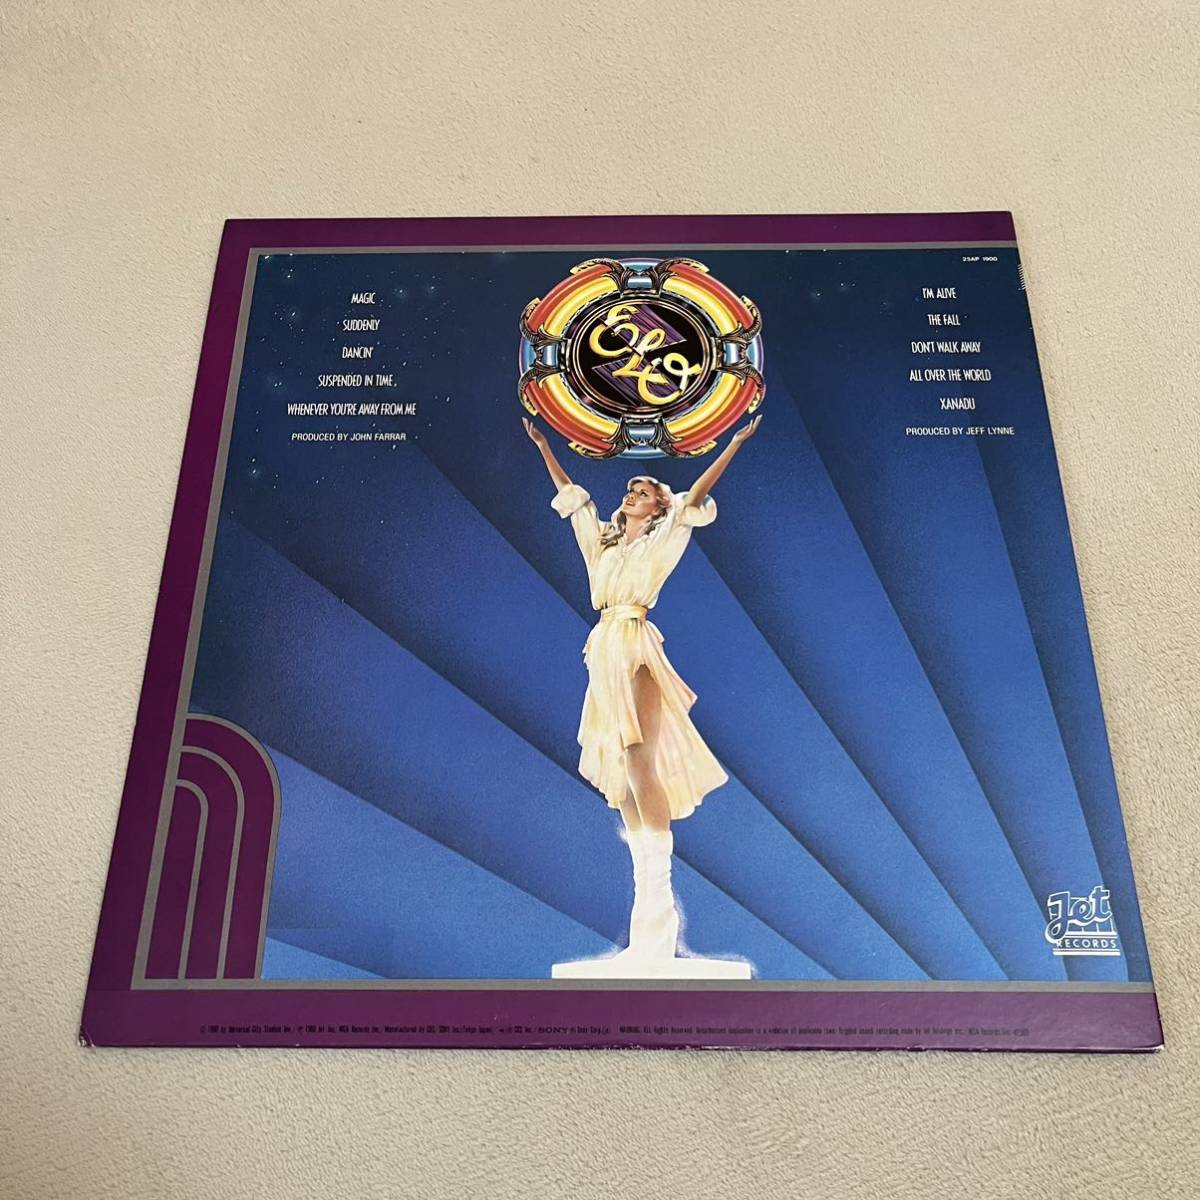 25AP 1900
ELO
MAGIC
SUDDENLY
DANCIN'
SUSPENDED IN TIME
WHENEVER YOU'RE AWAY FROM ME
PRODUCED BY JOHN FARRAR
I'M ALIVE
THE FALL
DON'T WALK AWAY
ALL OVER THE WORLD
XANADU
PRODUCED BY JEFF LYNNE
Jet
RECORDS